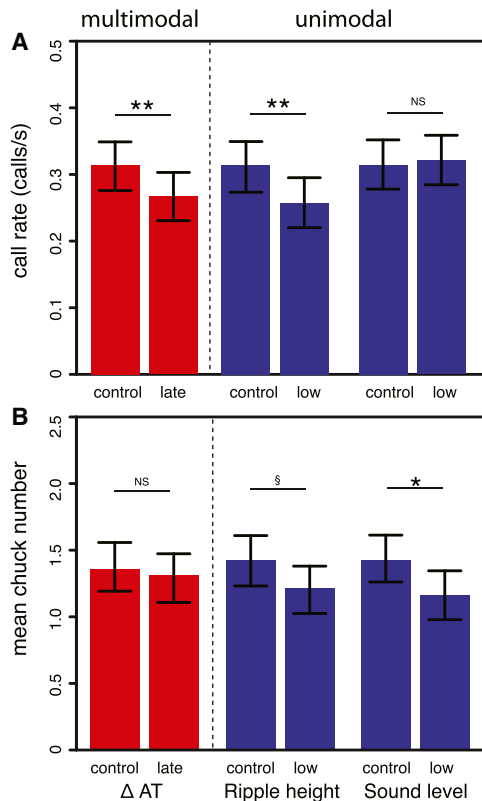 multimodal unimodal
A
call rate (calls/s)
0.5
0.4
0.3
0.2
0.1
0
** ** NS
control late control low control low
B
mean chuck number
2.5
2.0
1.5
1.0
0.5
0
NS § *
control late control low control low
Δ AT Ripple height Sound level